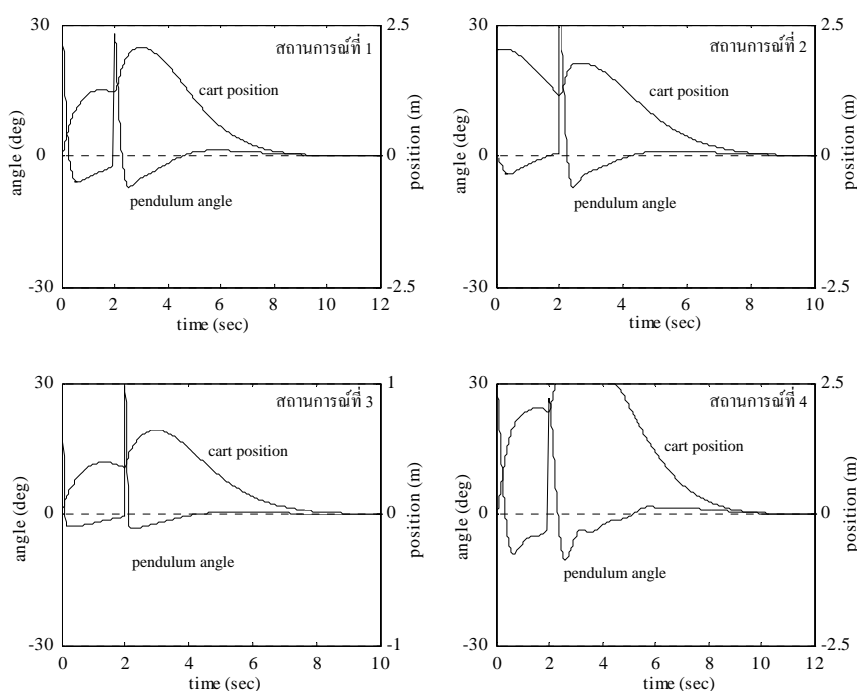 สถานการณ์ที่ 1
30
0
-30
angle (deg)
2.5
0
-2.5
position (m)
cart position
pendulum angle
0 2 4 6 8 10 12
time (sec)
สถานการณ์ที่ 2
30
0
-30
angle (deg)
2.5
0
-2.5
position (m)
cart position
pendulum angle
0 2 4 6 8 10 12
time (sec)
สถานการณ์ที่ 3
30
0
-30
angle (deg)
1
0
-1
position (m)
cart position
pendulum angle
0 2 4 6 8 10
time (sec)
สถานการณ์ที่ 4
30
0
-30
angle (deg)
2.5
0
-2.5
position (m)
cart position
pendulum angle
0 2 4 6 8 10 12
time (sec)